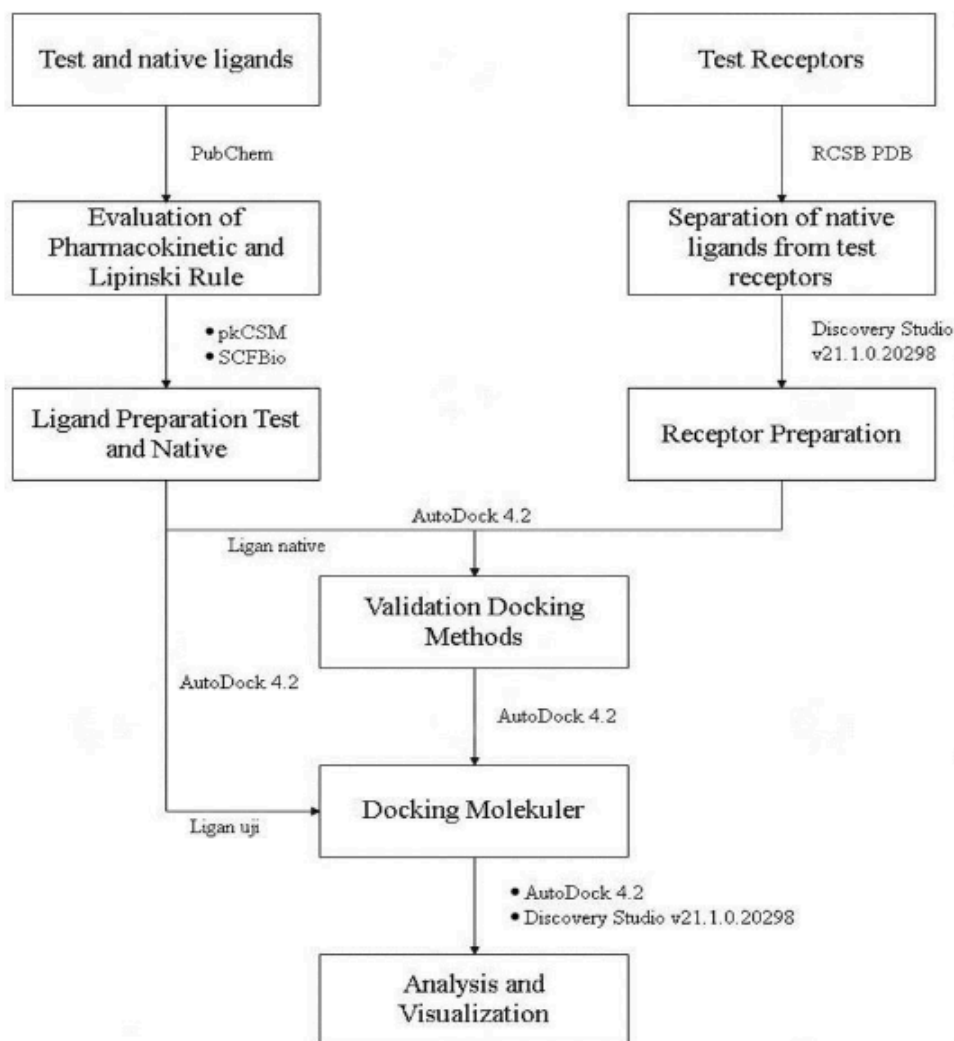 Test and native ligands
Test Receptors
PubChem
RCSB PDB
Evaluation of
Pharmacokinetic and
Lipinski Rule
Separation of native
ligands from test
receptors
• pkCSM
• SCFBio
Discovery Studio
v21.1.0.20298
Ligand Preparation Test
and Native
Receptor Preparation
AutoDock 4.2
Ligan native
Validation Docking
Methods
AutoDock 4.2
AutoDock 4.2
Docking Molekuler
Ligan uji
• AutoDock 4.2
• Discovery Studio v21.1.0.20298
Analysis and
Visualization